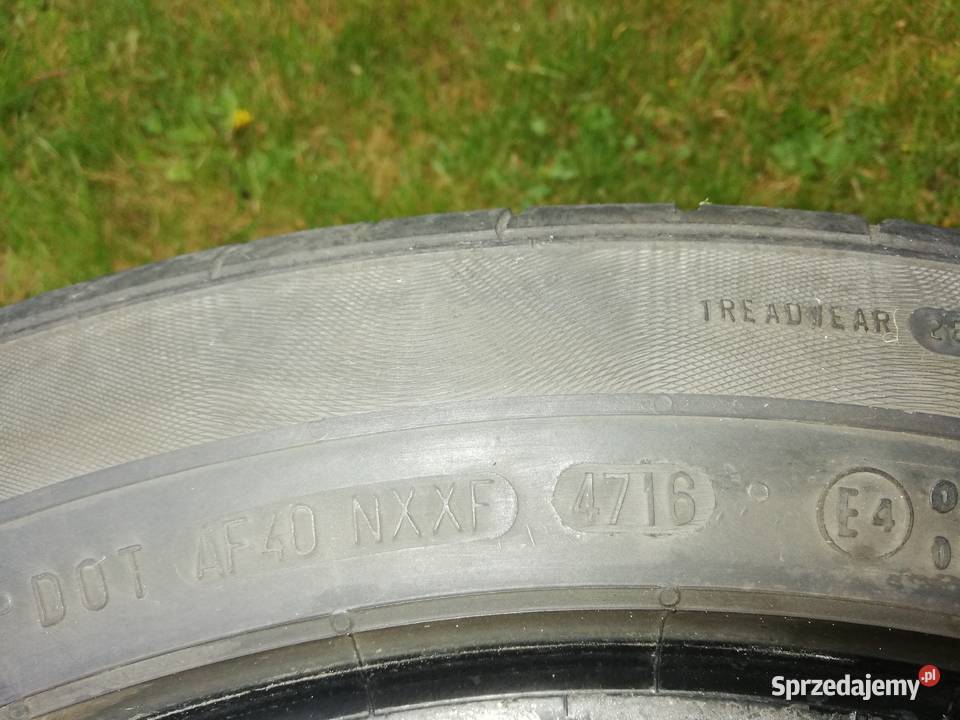 TREADWEAR
DOT AF40 NXXF 4716 E4
Sprzedajemy.pl